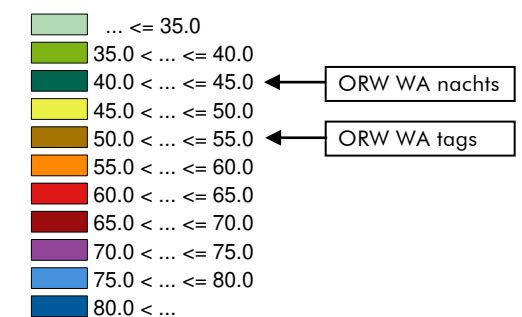 ... <= 35.0
35.0 < ... <= 40.0
40.0 < ... <= 45.0 ORW WA nachts
45.0 < ... <= 50.0
50.0 < ... <= 55.0 ORW WA tags
55.0 < ... <= 60.0
60.0 < ... <= 65.0
65.0 < ... <= 70.0
70.0 < ... <= 75.0
75.0 < ... <= 80.0
80.0 < ...